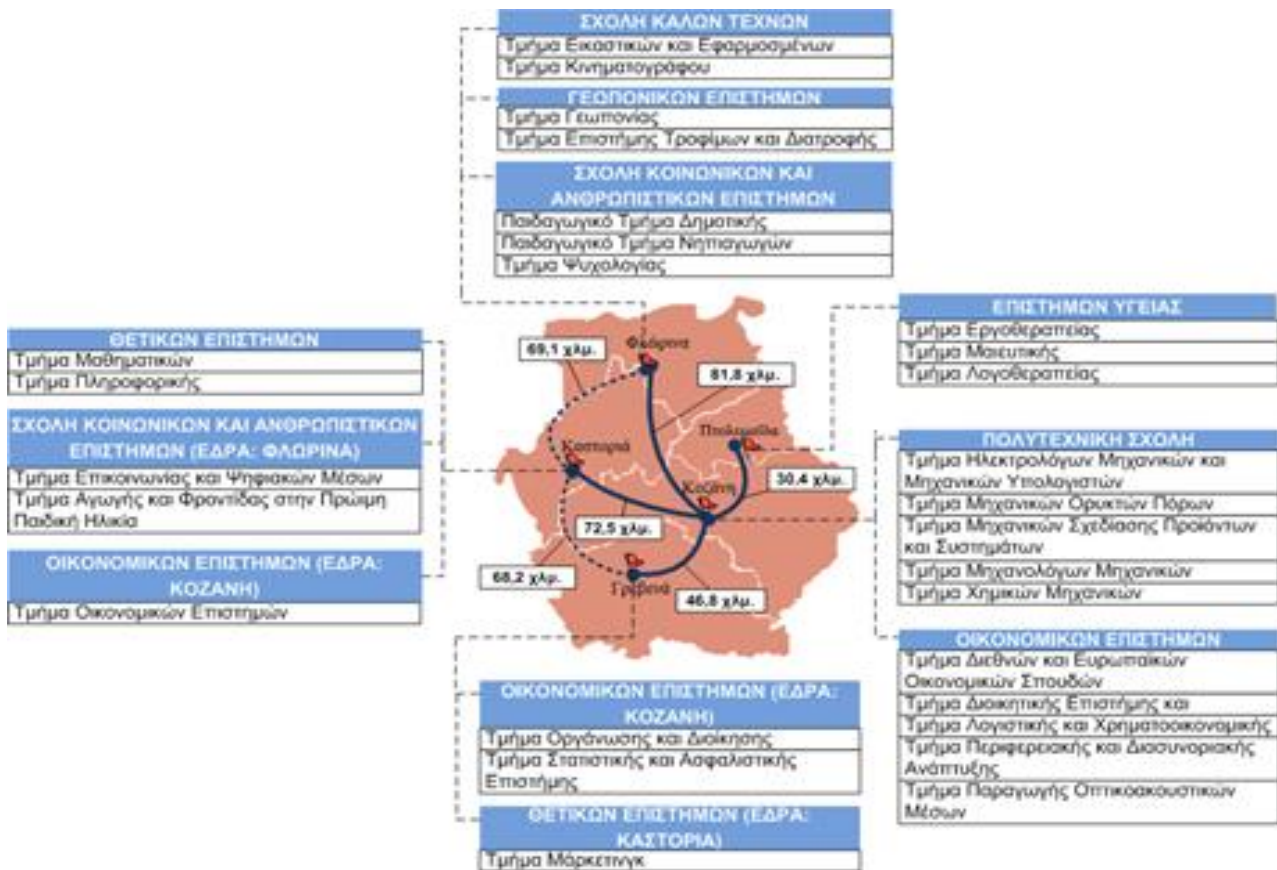 ΣΧΟΛΗ ΚΑΛΩΝ ΤΕΧΝΩΝ
Τμήμα Εικαστικών και Εφαρμοσμένων
Τμήμα Κινηματογράφου
ΓΕΩΠΟΝΙΚΩΝ ΕΠΙΣΤΗΜΩΝ
Τμήμα Γεωπονίας
Τμήμα Επιστήμης Τροφίμων και Διατροφής
ΣΧΟΛΗ ΚΟΙΝΩΝΙΚΩΝ ΚΑΙ
ΑΝΘΡΩΠΙΣΤΙΚΩΝ ΕΠΙΣΤΗΜΩΝ
Παιδαγωγικό Τμήμα Δημοτικής
Παιδαγωγικό Τμήμα Νηπιαγωγών
Τμήμα Ψυχολογίας
ΘΕΤΙΚΩΝ ΕΠΙΣΤΗΜΩΝ
Τμήμα Μαθηματικών
Τμήμα Πληροφορικής
ΣΧΟΛΗ ΚΟΙΝΩΝΙΚΩΝ ΚΑΙ ΑΝΘΡΩΠΙΣΤΙΚΩΝ
ΕΠΙΣΤΗΜΩΝ (ΕΔΡΑ: ΦΛΩΡΙΝΑ)
Τμήμα Επικοινωνίας και Ψηφιακών Μέσων
Τμήμα Αγωγής και Φροντίδας στην Πρώιμη
Παιδική Ηλικία
ΟΙΚΟΝΟΜΙΚΩΝ ΕΠΙΣΤΗΜΩΝ (ΕΔΡΑ:
ΚΟΖΑΝΗ)
Τμήμα Οικονομικών Επιστημών
Φλώρινα
69,1 χλμ.
81,8 χλμ.
Πτολεμαΐδα
Καστοριά
Κοζάνη
30,4 χλμ.
72,5 χλμ.
68,2 χλμ.
Γρεβενά
46,8 χλμ.
ΕΠΙΣΤΗΜΩΝ ΥΓΕΙΑΣ
Τμήμα Εργοθεραπείας
Τμήμα Μαιευτικής
Τμήμα Λογοθεραπείας
ΠΟΛΥΤΕΧΝΙΚΗ ΣΧΟΛΗ
Τμήμα Ηλεκτρολόγων Μηχανικών και
Μηχανικών Υπολογιστών
Τμήμα Μηχανικών Ορυκτών Πόρων
Τμήμα Μηχανικών Σχεδίασης Προϊόντων
και Συστημάτων
Τμήμα Μηχανολόγων Μηχανικών
Τμήμα Χημικών Μηχανικών
ΟΙΚΟΝΟΜΙΚΩΝ ΕΠΙΣΤΗΜΩΝ
Τμήμα Διεθνών και Ευρωπαϊκών
Οικονομικών Σπουδών
Τμήμα Διοικητικής Επιστήμης και
Τμήμα Λογιστικής και Χρηματοοικονομικής
Τμήμα Περιφερειακής και Διασυνοριακής
Ανάπτυξης
Τμήμα Παραγωγής Οπτικοακουστικών
Μέσων
ΟΙΚΟΝΟΜΙΚΩΝ ΕΠΙΣΤΗΜΩΝ (ΕΔΡΑ:
ΚΟΖΑΝΗ)
Τμήμα Οργάνωσης και Διοίκησης
Τμήμα Στατιστικής και Ασφαλιστικής
Επιστήμης
ΘΕΤΙΚΩΝ ΕΠΙΣΤΗΜΩΝ (ΕΔΡΑ:
ΚΑΣΤΟΡΙΑ)
Τμήμα Μάρκετινγκ